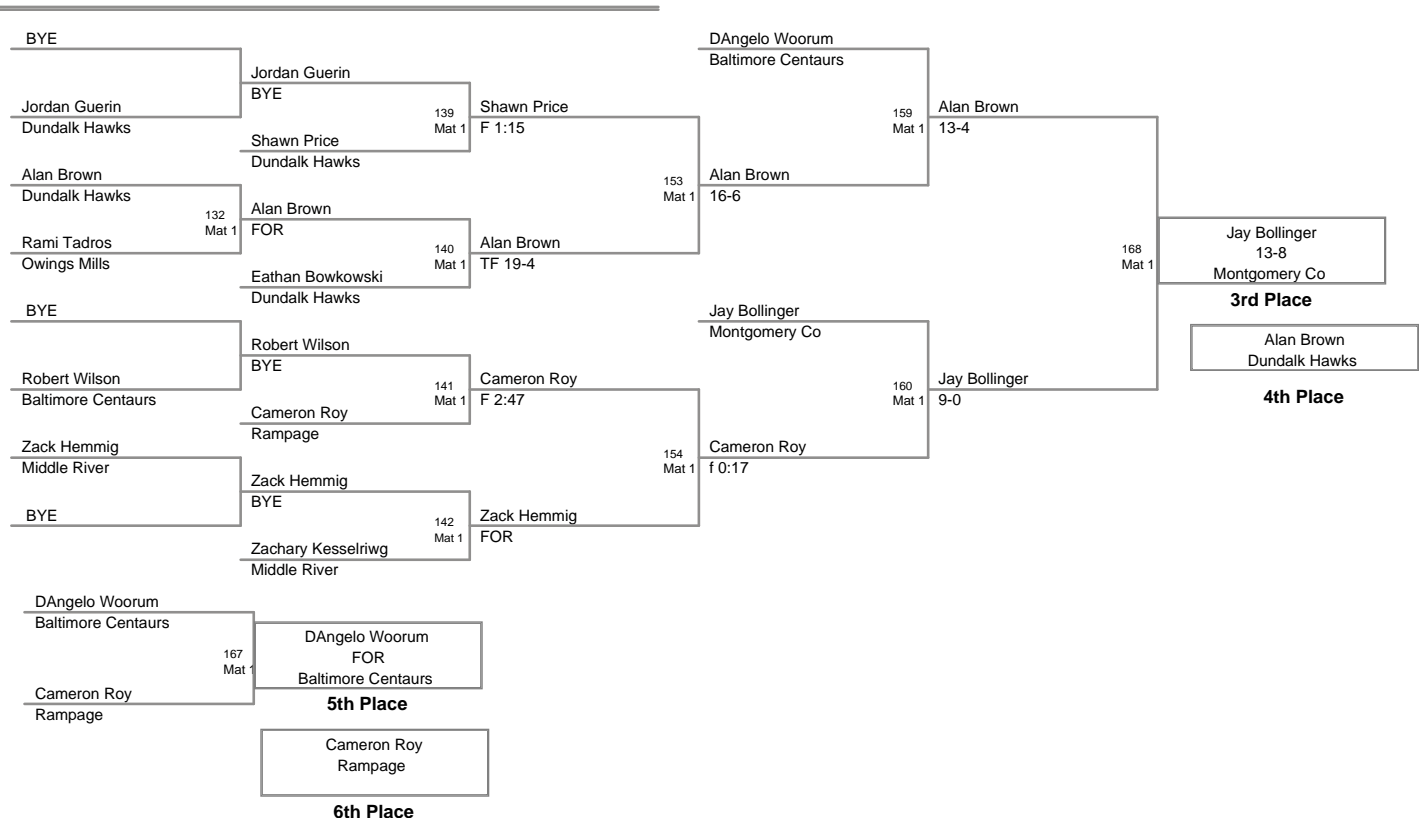 BYE
Jordan Guerin
Dundalk Hawks
Alan Brown
Dundalk Hawks
Rami Tadros
Owings Mills
BYE
Robert Wilson
Baltimore Centaurs
Zack Hemmig
Middle River
BYE
Jordan Guerin
BYE
Shawn Price
Dundalk Hawks
132
Mat 1
Alan Brown
FOR
Eathan Bowkowski
Dundalk Hawks
Robert Wilson
BYE
Cameron Roy
Rampage
Zack Hemmig
BYE
Zachary Kesselriwg
Middle River
139
Mat 1
Shawn Price
F 1:15
140
Mat 1
Alan Brown
TF 19-4
141
Mat 1
Cameron Roy
F 2:47
142
Mat 1
Zack Hemmig
FOR
DAngelo Woorum
Baltimore Centaurs
153
Mat 1
Alan Brown
16-6
Jay Bollinger
Montgomery Co
154
Mat 1
Cameron Roy
f 0:17
159
Mat 1
Alan Brown
13-4
160
Mat 1
Jay Bollinger
9-0
168
Mat 1
Jay Bollinger
13-8
Montgomery Co
3rd Place
Alan Brown
Dundalk Hawks
4th Place
DAngelo Woorum
Baltimore Centaurs
Cameron Roy
Rampage
167
Mat 1
DAngelo Woorum
FOR
Baltimore Centaurs
5th Place
Cameron Roy
Rampage
6th Place